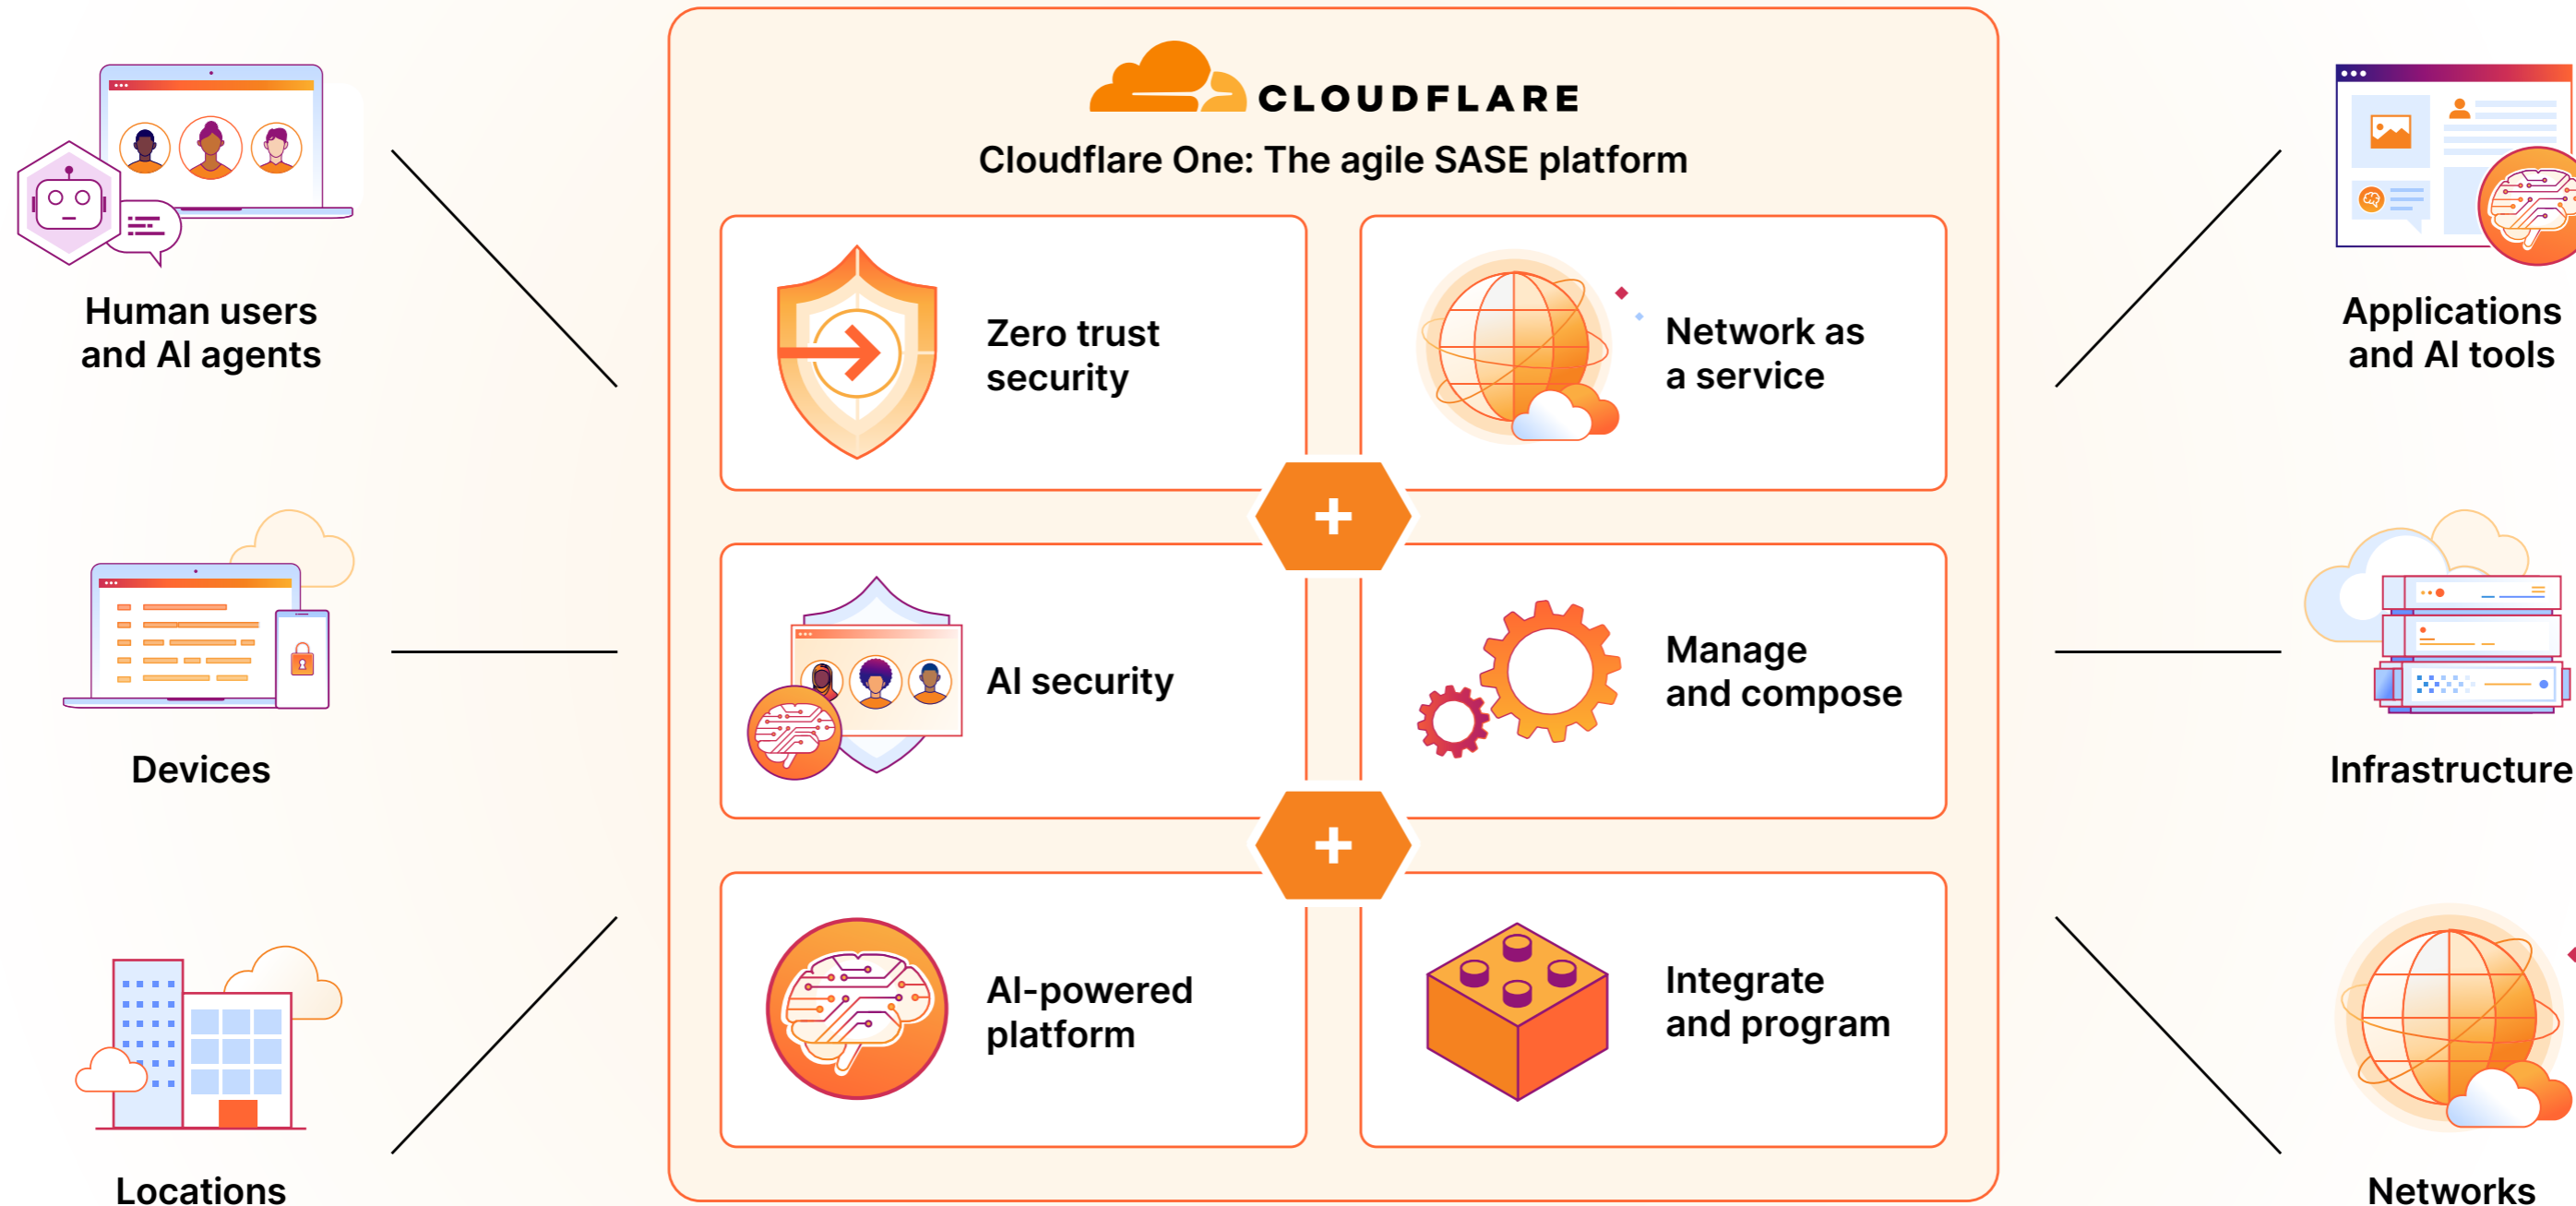 CLOUDFLARE
Cloudflare One: The agile SASE platform
Human users
and AI agents
Devices
Locations
Zero trust
security
Network as
a service
+
AI security
Manage
and compose
+
AI-powered
platform
Integrate
and program
Applications
and AI tools
Infrastructure
Networks